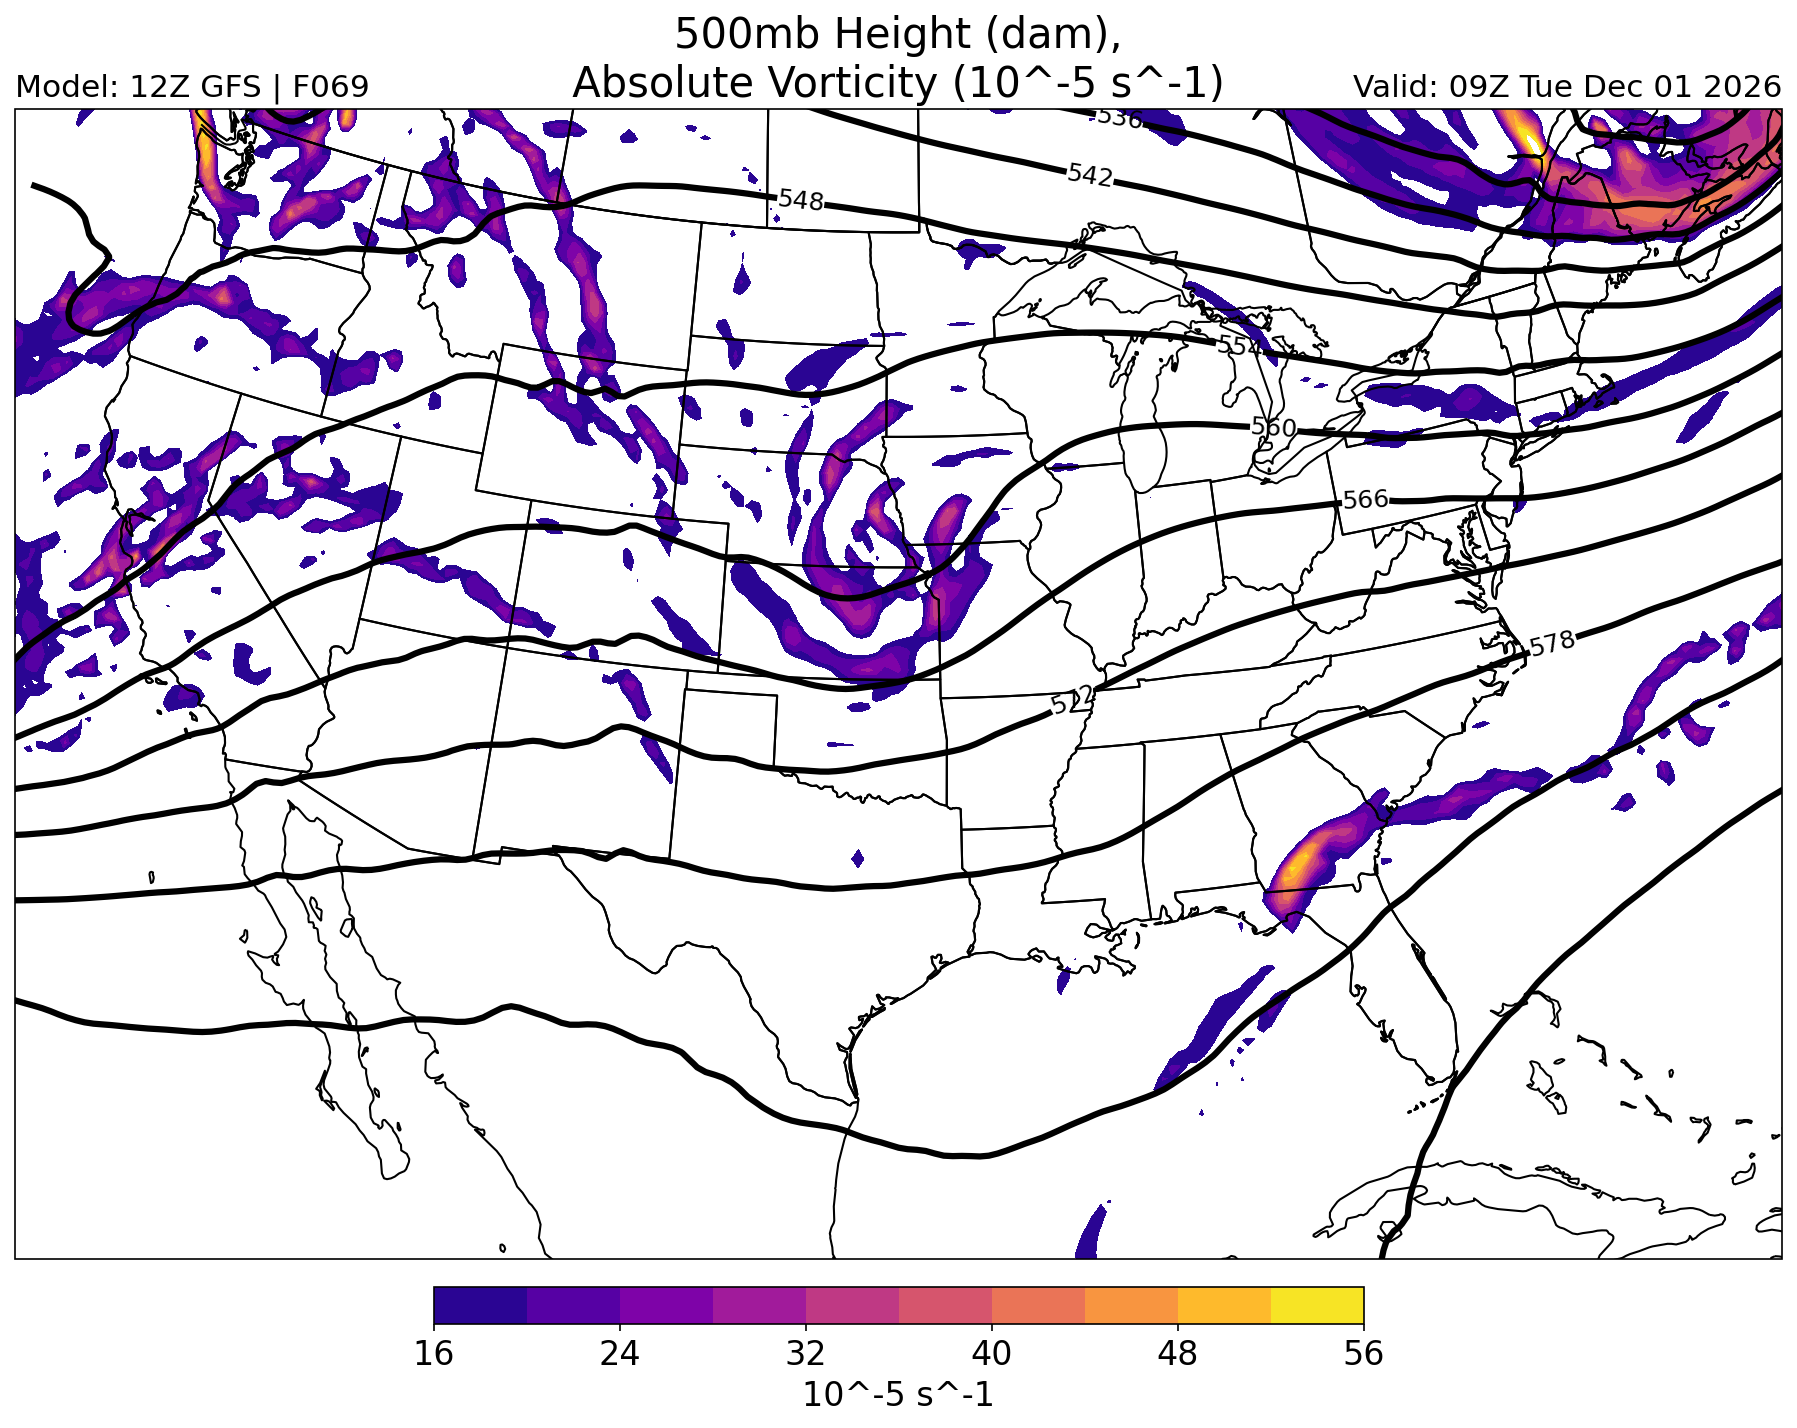 500mb Height (dam),
Model: 12Z GFS | F069
Absolute Vorticity (10^-5 s^-1)
Valid: 09Z Tue Dec 01 2026
536
542
548
554
560
566
578
16 24 32 40 48 56
10^-5 s^-1